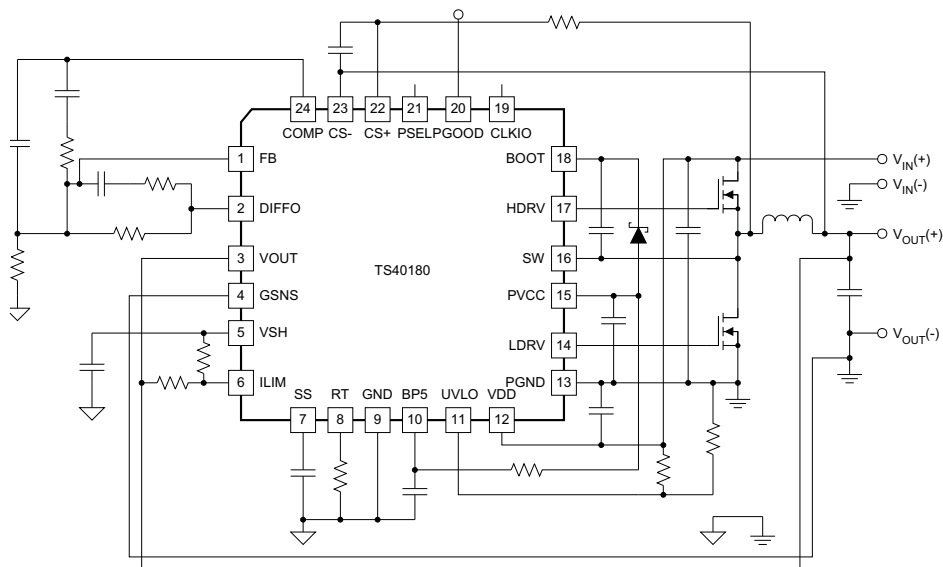 24 23 22 21 20 19
COMP CS- CS+ PSEL PGOOD CLKIO
1 FB BOOT 18 V_IN(+)
V_IN(-)
2 DIFFO HDRV 17
V_OUT(+)
3 VOUT SW 16
TS40180
4 GSNS PVCC 15
5 VSH LDRV 14 V_OUT(-)
6 ILIM PGND 13
SS RT GND BP5 UVLO VDD
7 8 9 10 11 12